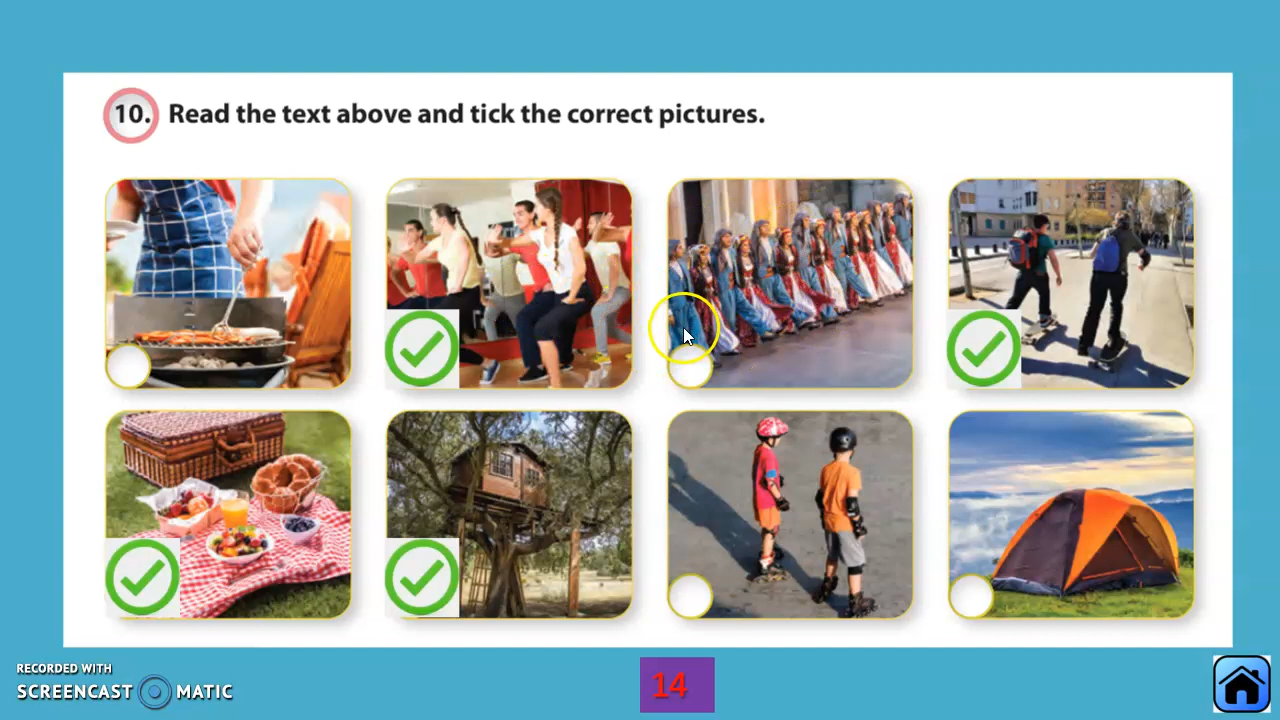 10. Read the text above and tick the correct pictures.
RECORDED WITH
SCREENCAST MATIC
14